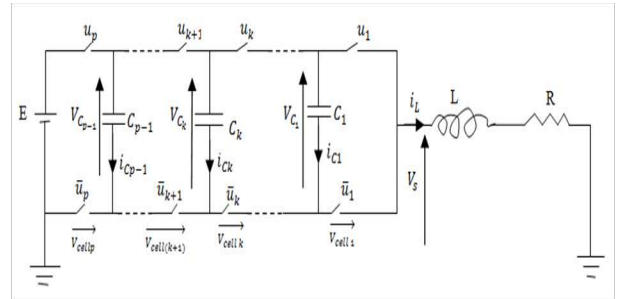 u_p u_{k+1} u_k u_1
E V_{C_{p-1}} C_{p-1} V_{C_k} C_k V_{C_1} C_1 i_L L R
i_{Cp-1} i_{Ck} i_{C1}
V_s
ū_p ū_{k+1} ū_k ū_1
V_{cellp} V_{cell(k+1)} V_{cell k} V_{cell 1}